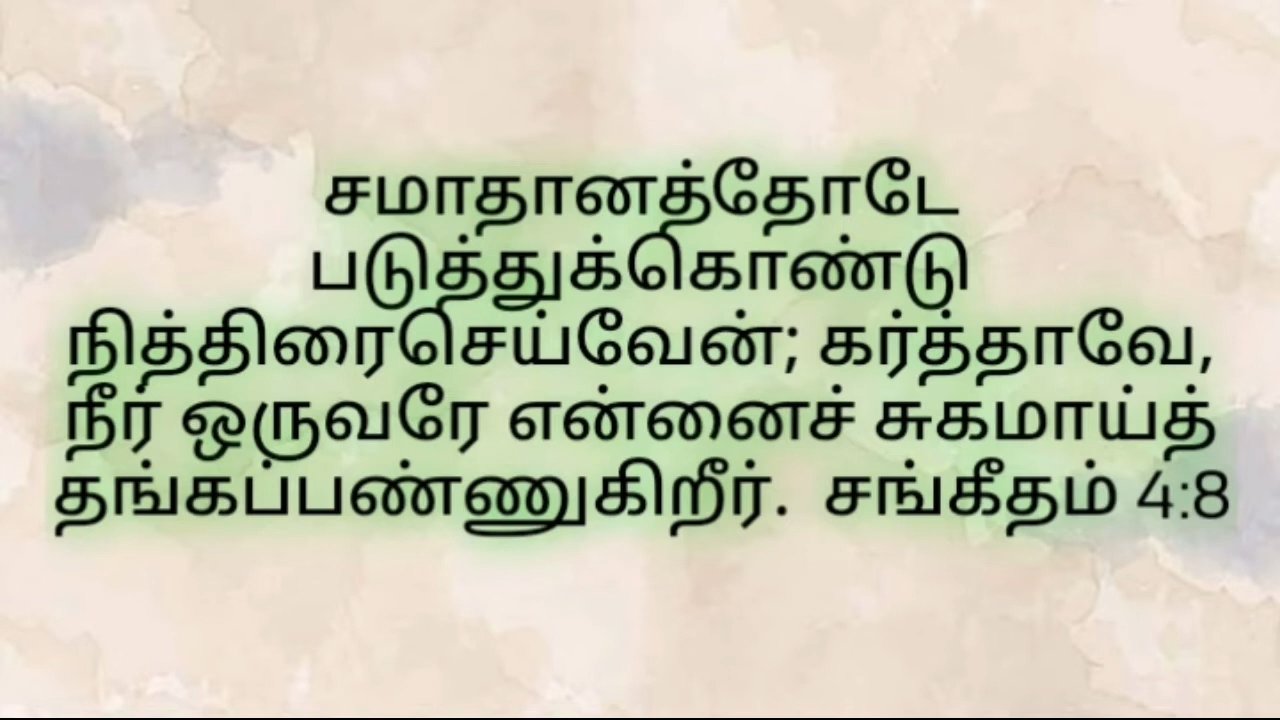 சமாதானத்தோடே
படுத்துக்கொண்டு
நித்திரைசெய்வேன்; கர்த்தாவே,
நீர் ஒருவரே என்னைச் சுகமாய்த்
தங்கப்பண்ணுகிறீர்.  சங்கீதம் 4:8